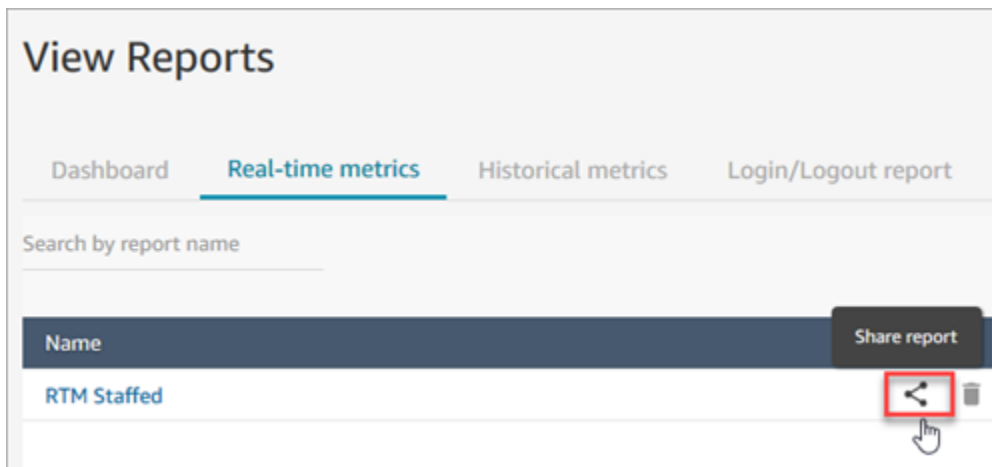 View Reports
Dashboard Real-time metrics Historical metrics Login/Logout report
Search by report name
Share report
Name
RTM Staffed